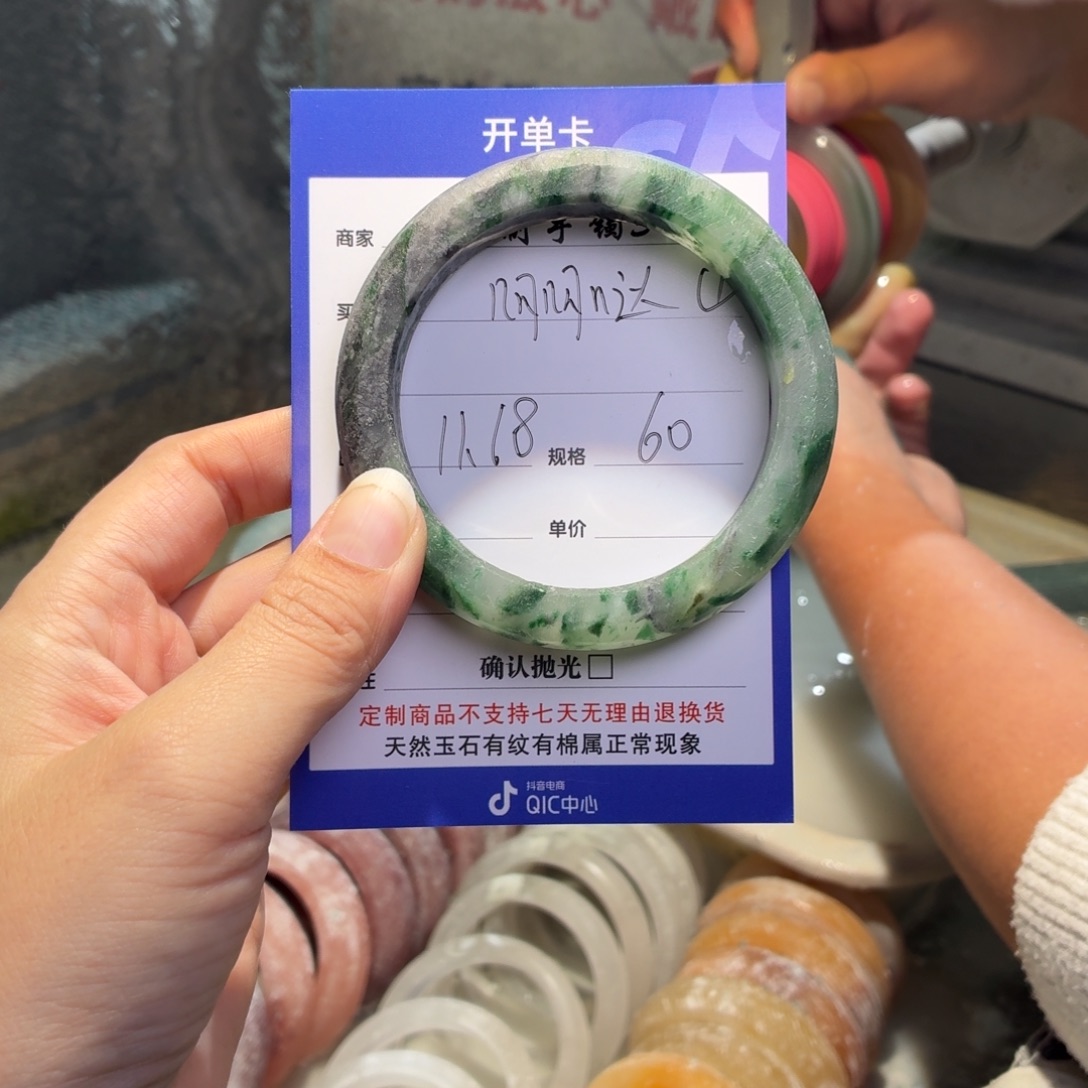 开单卡
商家 手镯
买
11.18 规格 60
单价
确认抛光□
定制商品不支持七天无理由退换货
天然玉石有纹有棉属正常现象
抖音电商
QIC中心